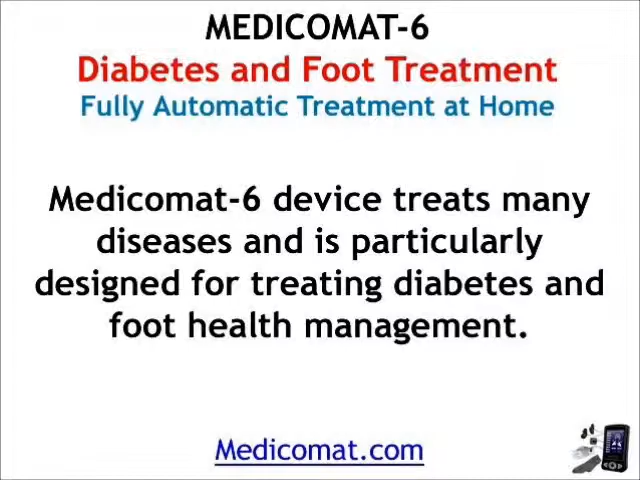 MEDICOMAT-6
Diabetes and Foot Treatment
Fully Automatic Treatment at Home
Medicomat-6 device treats many
diseases and is particularly
designed for treating diabetes and
foot health management.
Medicomat.com